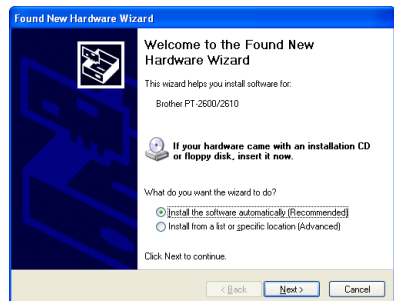 Found New Hardware Wizard
Welcome to the Found New
Hardware Wizard
This wizard helps you install software for:
Brother PT-2600/2610
If your hardware came with an installation CD
or floppy disk, insert it now.
What do you want the wizard to do?
Install the software automatically (Recommended)
Install from a list or specific location (Advanced)
Click Next to continue.
< Back
Next >
Cancel